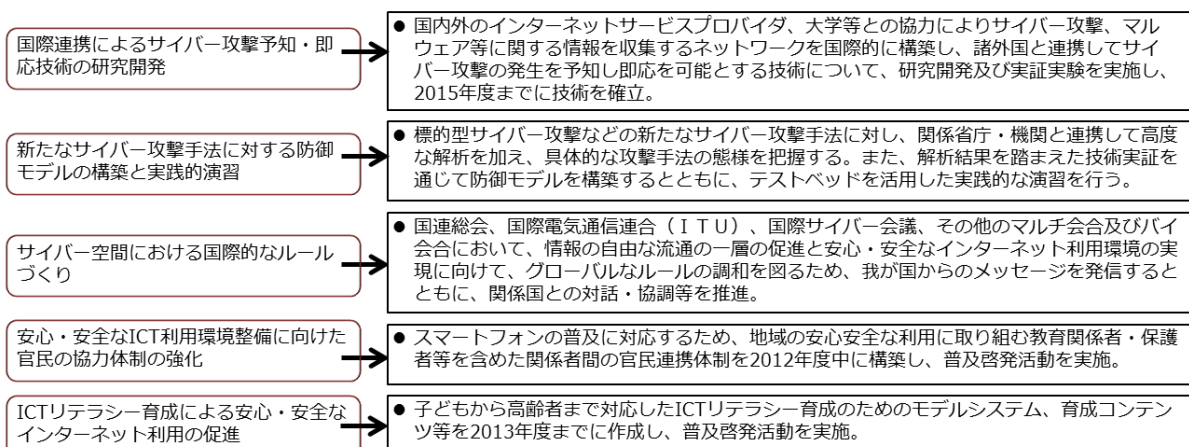 国際連携によるサイバー攻撃予知・即
応技術の研究開発
● 国内外のインターネットサービスプロバイダ、大学等との協力によりサイバー攻撃、マル
ウェア等に関する情報を収集するネットワークを国際的に構築し、諸外国と連携してサイ
バー攻撃の発生を予知し即応を可能とする技術について、研究開発及び実証実験を実施し、
2015年度までに技術を確立。
新たなサイバー攻撃手法に対する防御
モデルの構築と実践的演習
● 標的型サイバー攻撃などの新たなサイバー攻撃手法に対し、関係省庁・機関と連携して高度
な解析を加え、具体的な攻撃手法の態様を把握する。また、解析結果を踏まえた技術実証を
通じて防御モデルを構築するとともに、テストベッドを活用した実践的な演習を行う。
サイバー空間における国際的なルール
づくり
● 国連総会、国際電気通信連合（ＩＴＵ）、国際サイバー会議、その他のマルチ会合及びバイ
会合において、情報の自由な流通の一層の促進と安心・安全なインターネット利用環境の実
現に向けて、グローバルなルールの調和を図るため、我が国からのメッセージを発信すると
ともに、関係国との対話・協調等を推進。
安心・安全なICT利用環境整備に向けた
官民の協力体制の強化
● スマートフォンの普及に対応するため、地域の安心安全な利用に取り組む教育関係者・保護
者等を含めた関係者間の官民連携体制を2012年度中に構築し、普及啓発活動を実施。
ICTリテラシー育成による安心・安全な
インターネット利用の促進
● 子どもから高齢者まで対応したICTリテラシー育成のためのモデルシステム、育成コンテン
ツ等を2013年度までに作成し、普及啓発活動を実施。